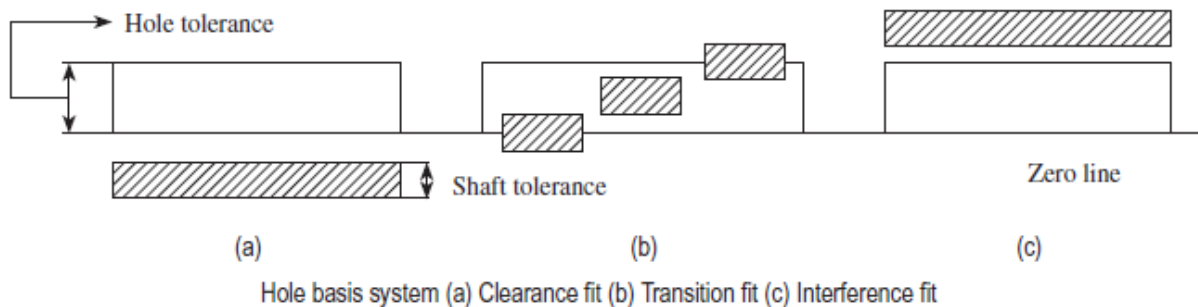 Hole tolerance
Shaft tolerance
Zero line
(a)
(b)
(c)
Hole basis system (a) Clearance fit (b) Transition fit (c) Interference fit